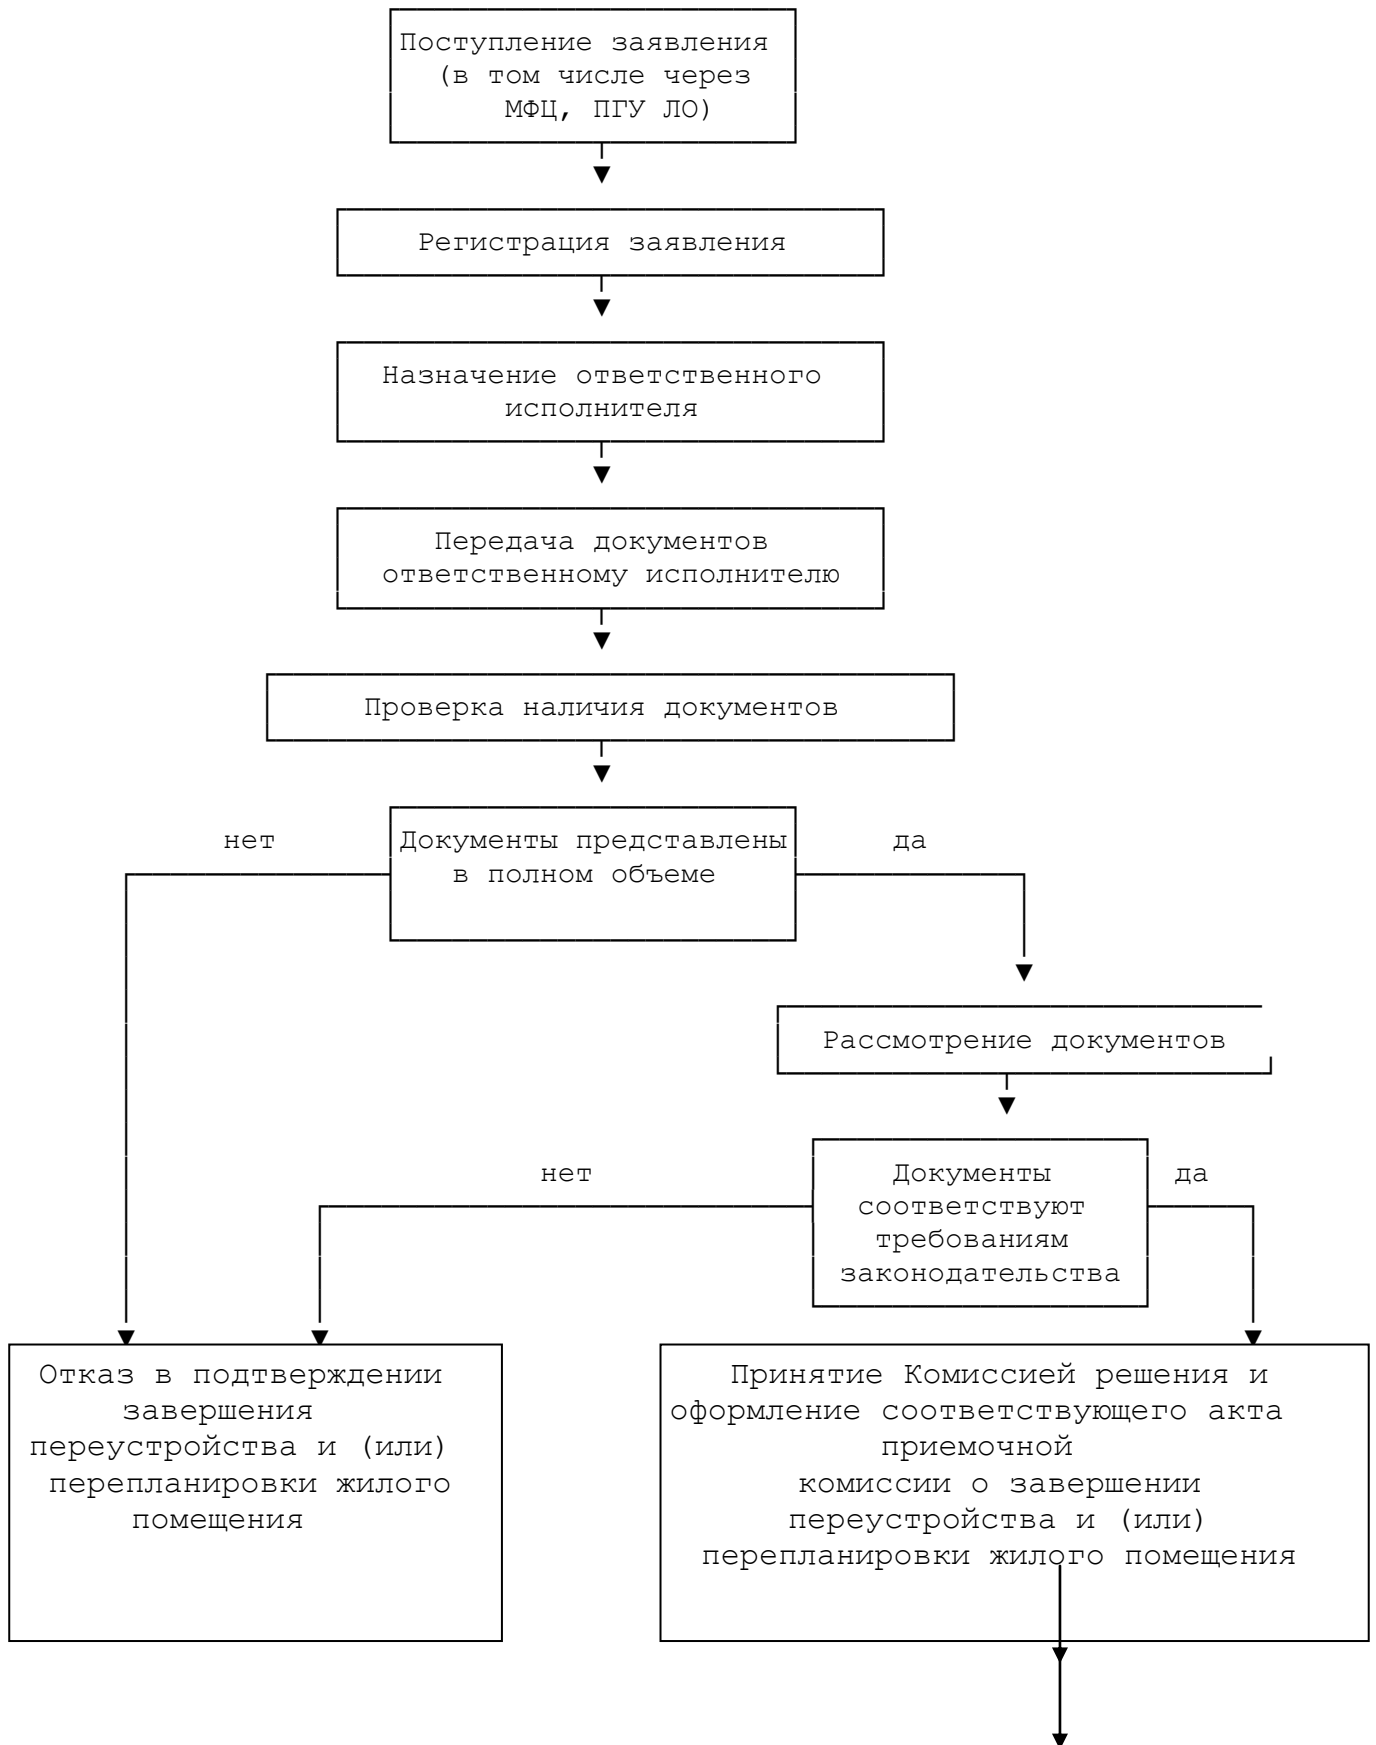 Поступление заявления
(в том числе через
МФЦ, ПГУ ЛО)
Регистрация заявления
Назначение ответственного
исполнителя
Передача документов
ответственному исполнителю
Проверка наличия документов
нет
Документы представлены
в полном объеме
да
Рассмотрение документов
нет
Документы
соответствуют
требованиям
законодательства
да
Отказ в подтверждении
завершения
переустройства и (или)
перепланировки жилого
помещения
Принятие Комиссией решения и
оформление соответствующего акта
приемочной
комиссии о завершении
переустройства и (или)
перепланировки жилого помещения